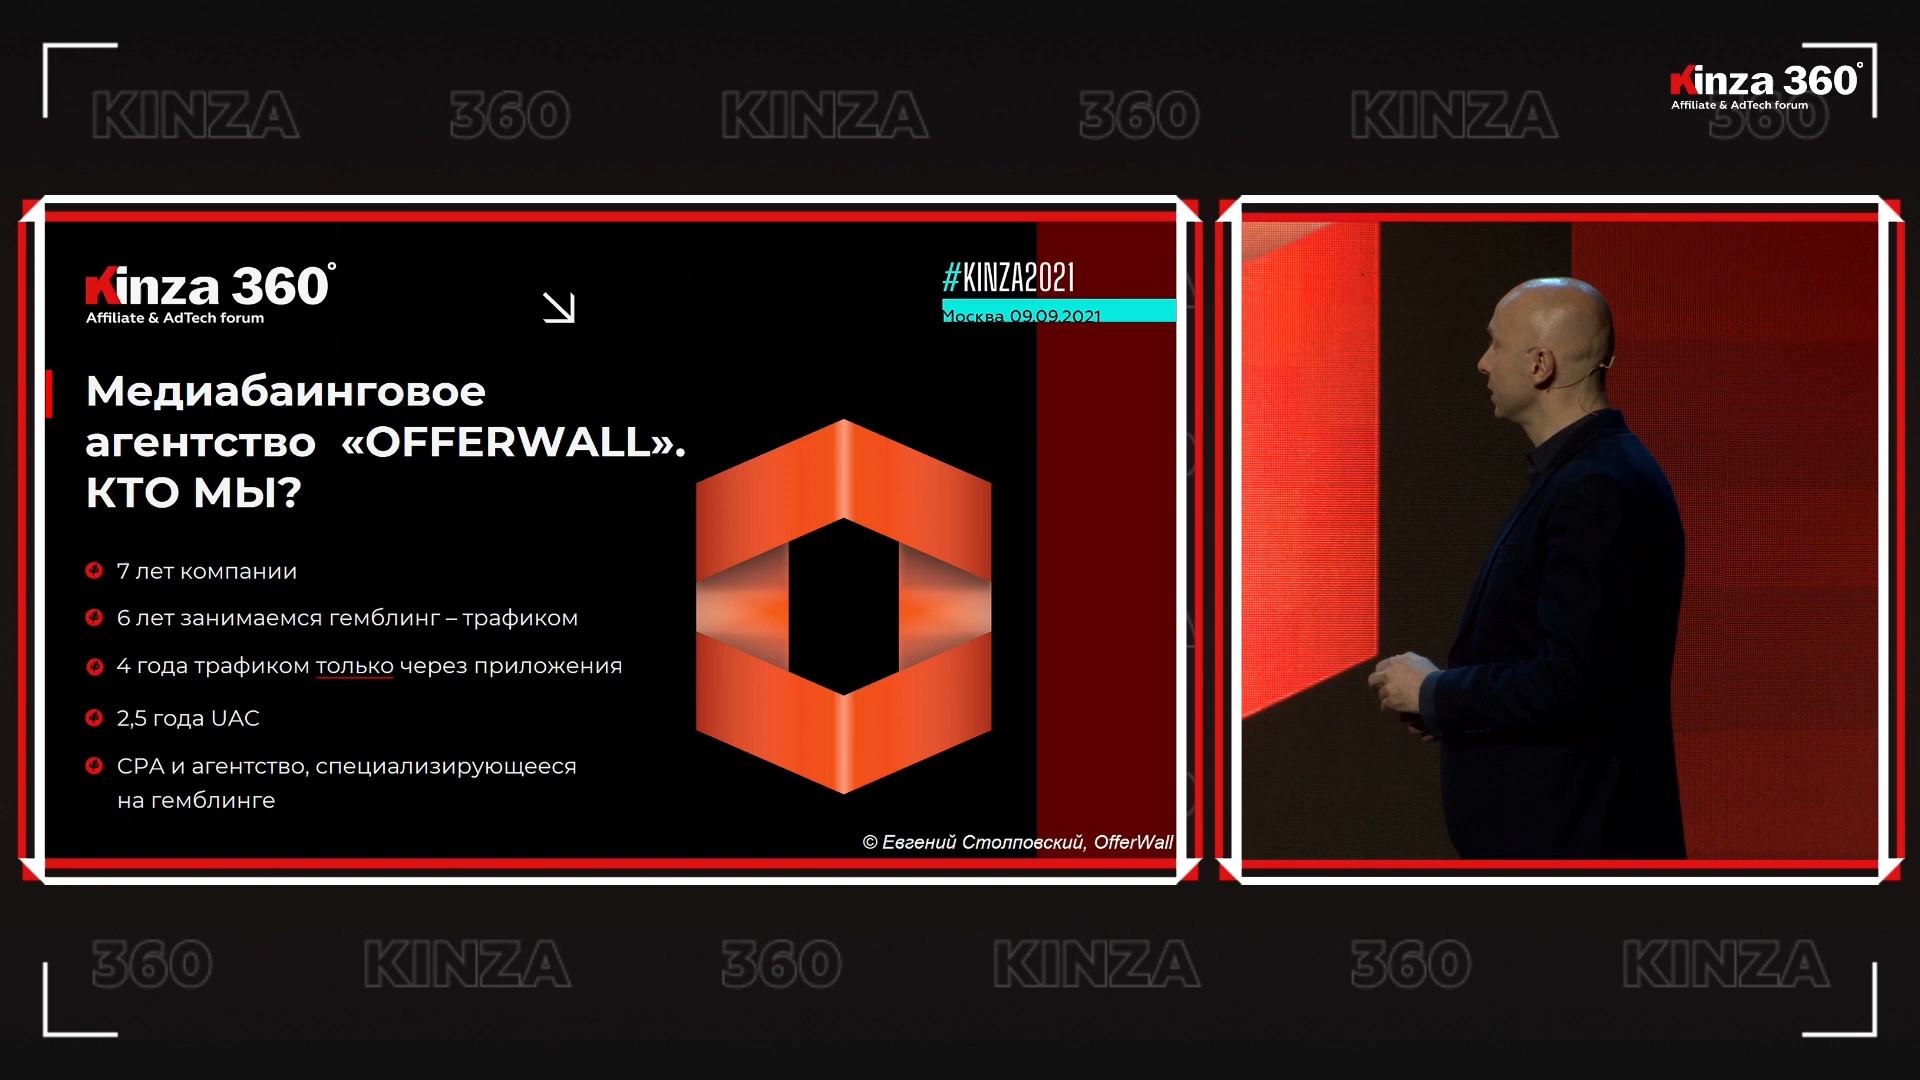 KINZA 360 KINZA 360 KINZA 360
Kinza 360°
Affiliate & AdTech forum
Kinza 360°
Affiliate & AdTech forum
#KINZA2021
Москва 09.09.2021
Медиабаинговое
агентство «OFFERWALL».
КТО МЫ?
7 лет компании
6 лет занимаемся гемблинг – трафиком
4 года трафиком только через приложения
2,5 года UAC
CPA и агентство, специализирующееся
на гемблинге
© Евгений Столповский, OfferWall
360 KINZA 360 KINZA 360 KINZA